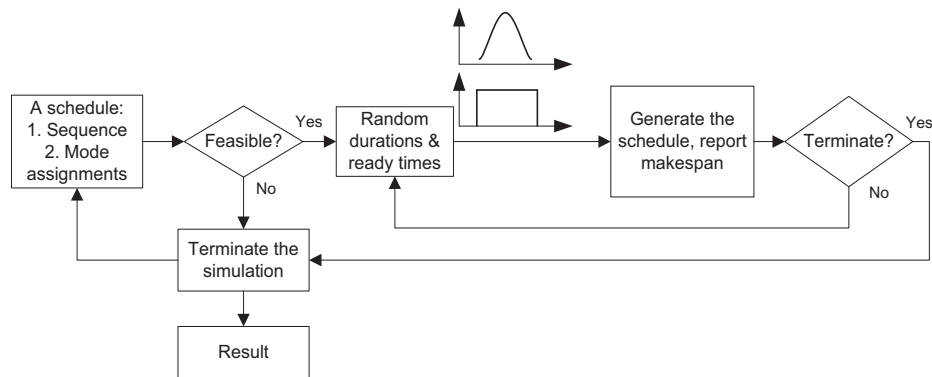 A schedule:
1. Sequence
2. Mode
assignments
Feasible?
Yes
No
Random
durations &
ready times
Generate the
schedule, report
makespan
Terminate?
Yes
No
Terminate the
simulation
Result